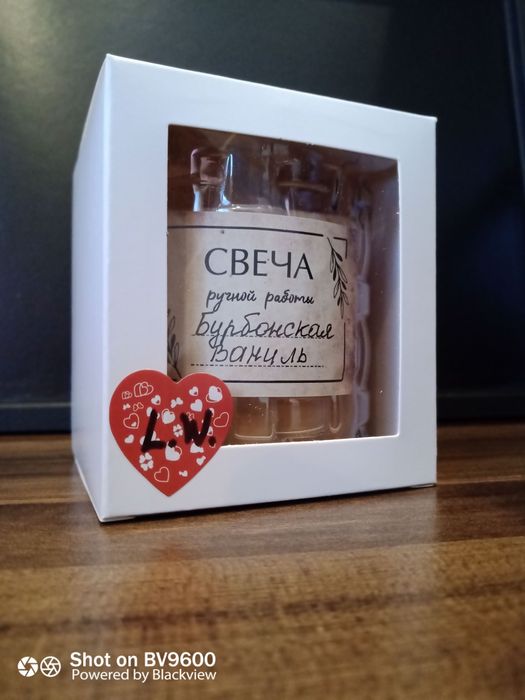 СВЕЧА
ручной работы
Бурбонская
Ваниль
L.W.
Shot on BV9600
Powered by Blackview